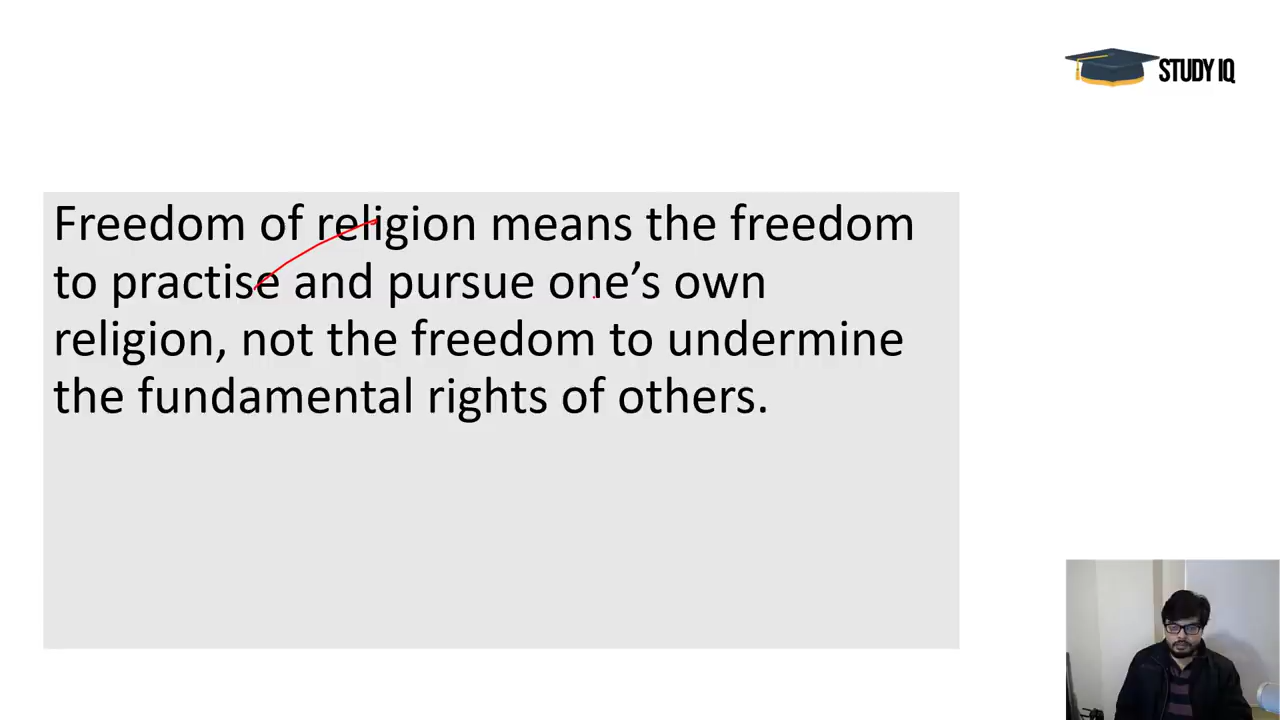 STUDY IQ
Freedom of religion means the freedom
to practise and pursue one’s own
religion, not the freedom to undermine
the fundamental rights of others.